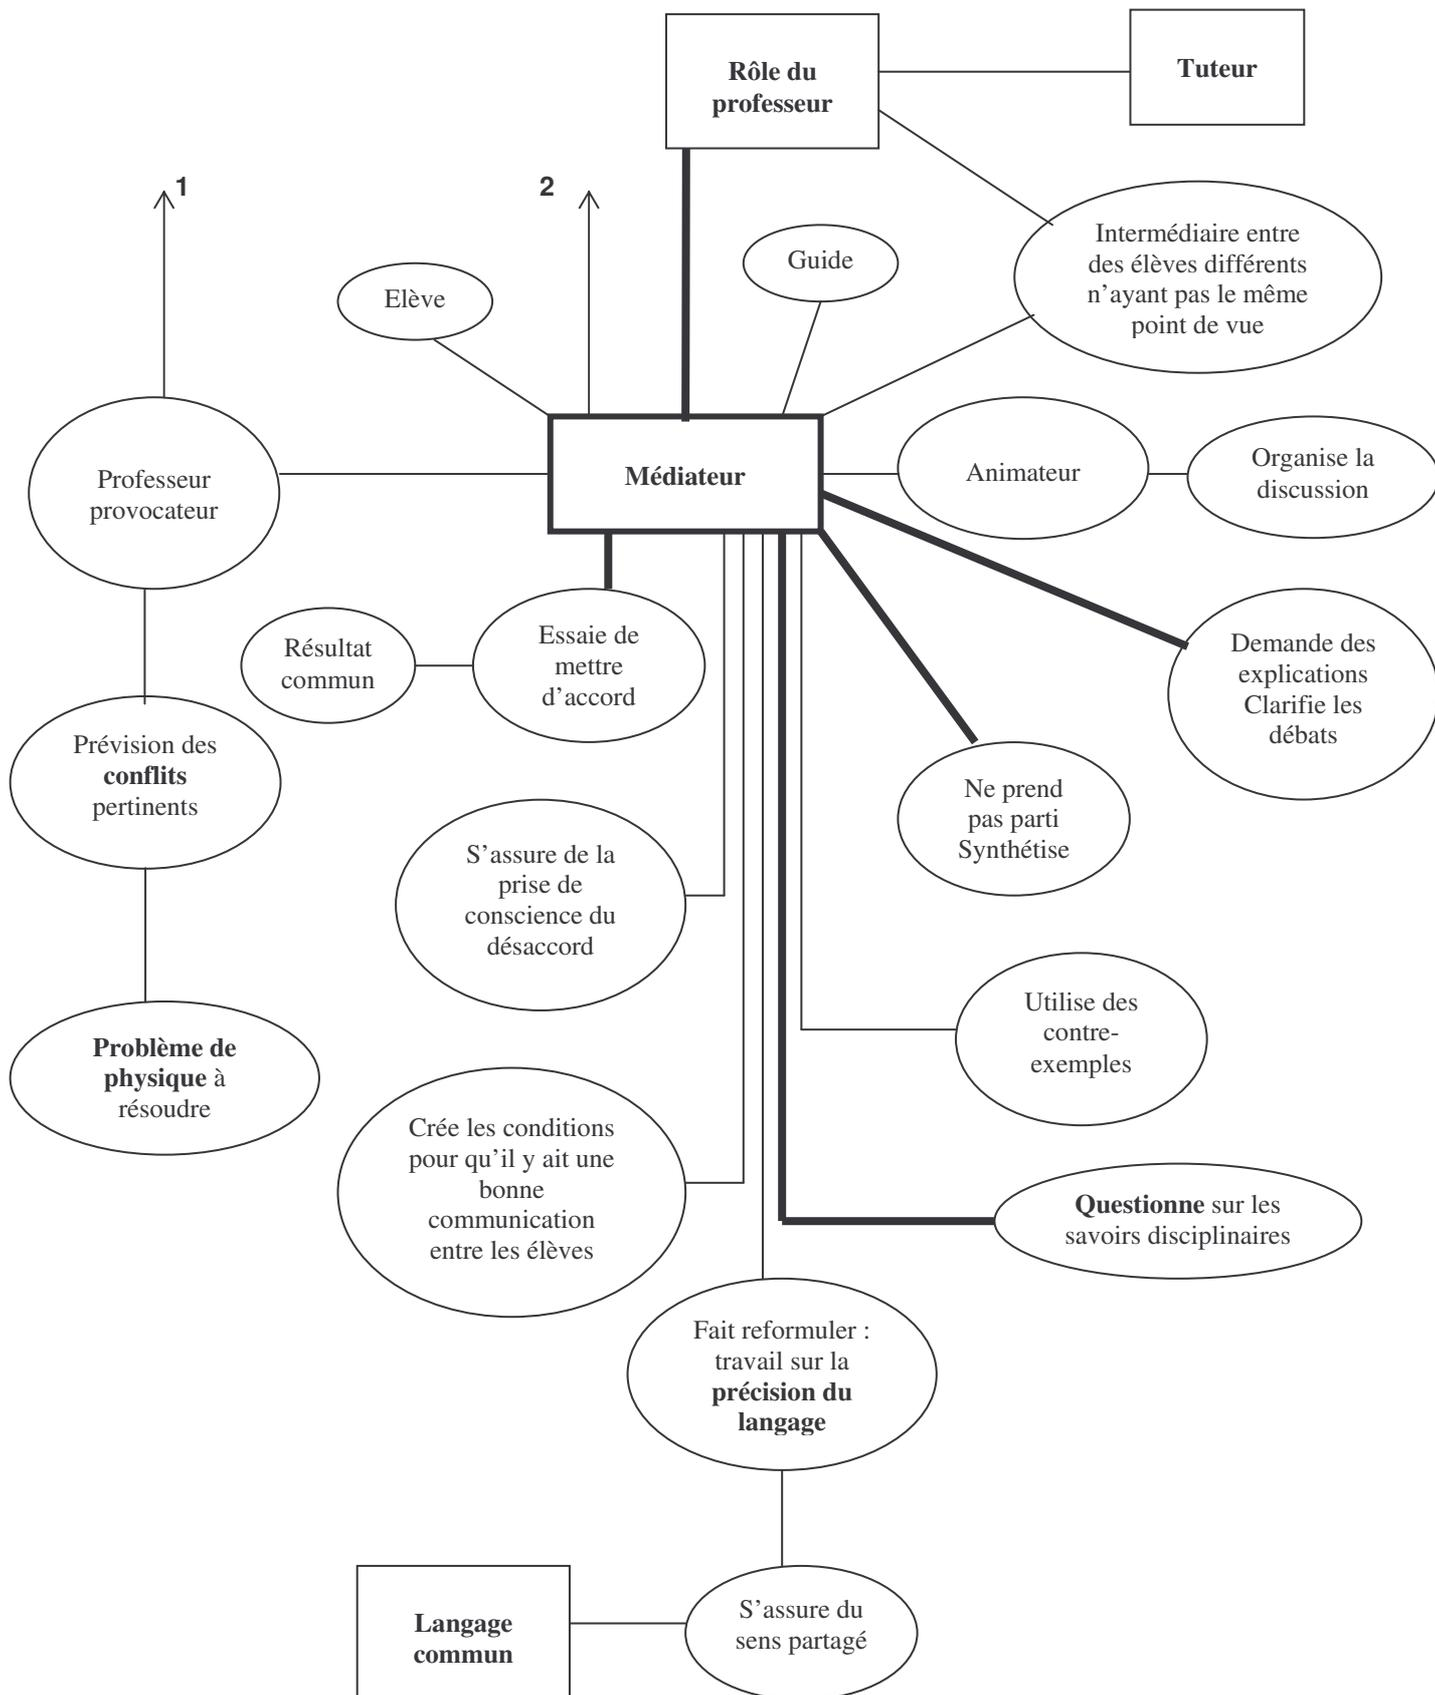 Rôle du
professeur
Tuteur
1
2
Elève
Guide
Intermédiaire entre
des élèves différents
n’ayant pas le même
point de vue
Professeur
provocateur
Médiateur
Animateur
Organise la
discussion
Résultat
commun
Essaie de
mettre
d’accord
Demande des
explications
Clarifie les
débats
Prévision des
conflits
pertinents
Ne prend
pas parti
Synthétise
S’assure de la
prise de
conscience du
désaccord
Problème de
physique à
résoudre
Utilise des
contre-
exemples
Crée les conditions
pour qu’il y ait une
bonne
communication
entre les élèves
Questionne sur les
savoirs disciplinaires
Fait reformuler :
travail sur la
précision du
langage
Langage
commun
S’assure du
sens partagé